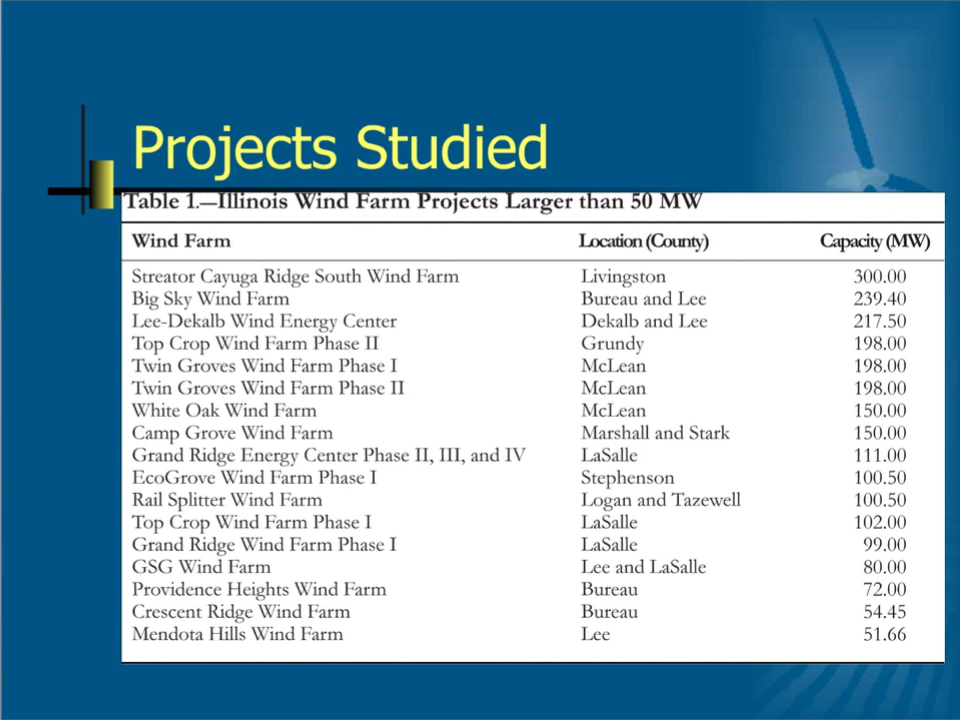 Projects Studied
Table 1.—Illinois Wind Farm Projects Larger than 50 MW
Wind Farm Location (County) Capacity (MW)
Streator Cayuga Ridge South Wind Farm Livingston 300.00
Big Sky Wind Farm Bureau and Lee 239.40
Lee-Dekalb Wind Energy Center Dekalb and Lee 217.50
Top Crop Wind Farm Phase II Grundy 198.00
Twin Groves Wind Farm Phase I McLean 198.00
Twin Groves Wind Farm Phase II McLean 198.00
White Oak Wind Farm McLean 150.00
Camp Grove Wind Farm Marshall and Stark 150.00
Grand Ridge Energy Center Phase II, III, and IV LaSalle 111.00
EcoGrove Wind Farm Phase I Stephenson 100.50
Rail Splitter Wind Farm Logan and Tazewell 100.50
Top Crop Wind Farm Phase I LaSalle 102.00
Grand Ridge Wind Farm Phase I LaSalle 99.00
GSG Wind Farm Lee and LaSalle 80.00
Providence Heights Wind Farm Bureau 72.00
Crescent Ridge Wind Farm Bureau 54.45
Mendota Hills Wind Farm Lee 51.66